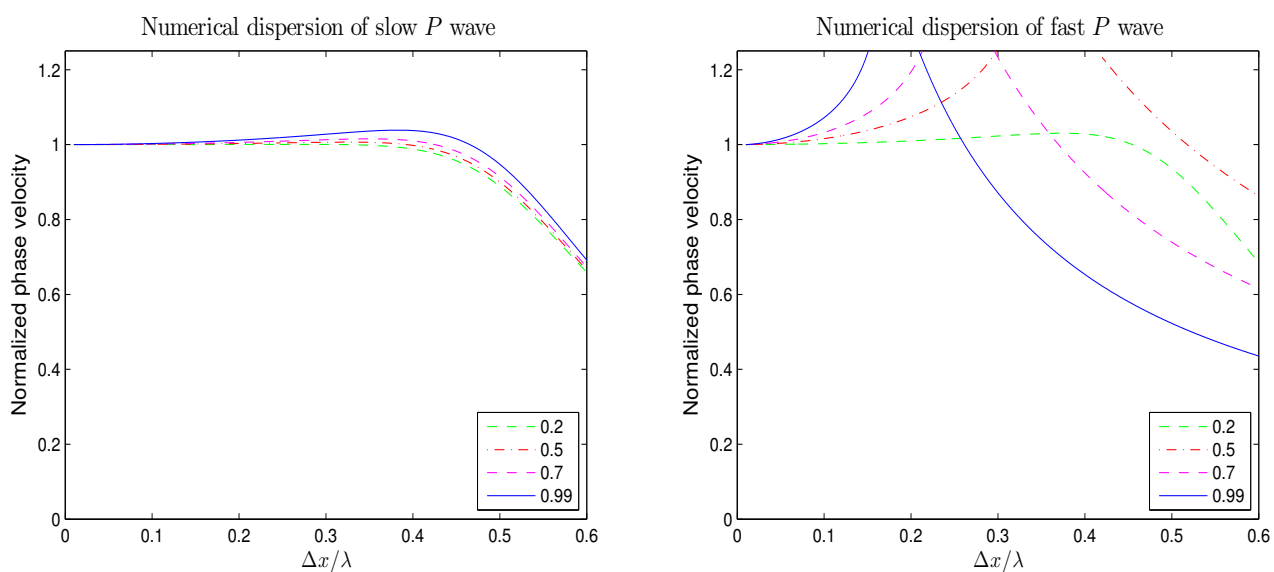 Numerical dispersion of slow P wave
Normalized phase velocity
1.2
1
0.8
0.6
0.4
0.2
0
0 0.1 0.2 0.3 0.4 0.5 0.6
Δx/λ
0.2
0.5
0.7
0.99
Numerical dispersion of fast P wave
Normalized phase velocity
1.2
1
0.8
0.6
0.4
0.2
0
0 0.1 0.2 0.3 0.4 0.5 0.6
Δx/λ
0.2
0.5
0.7
0.99